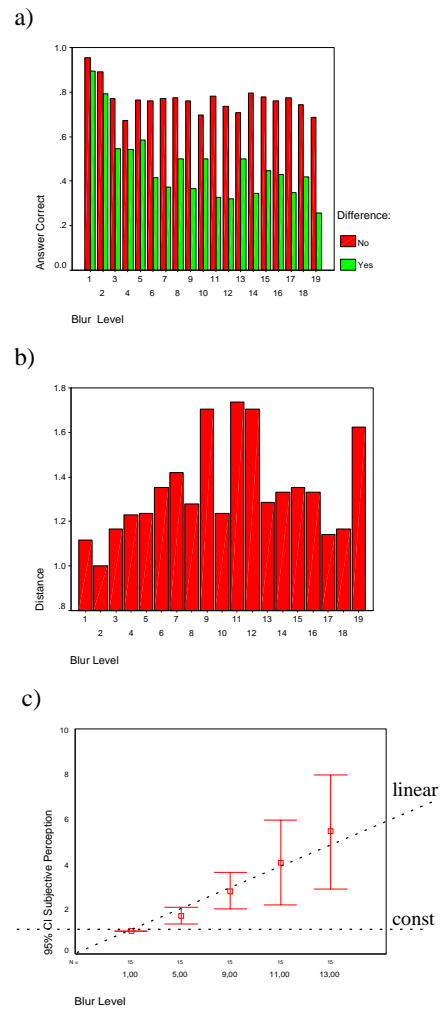 a)
1.0
.8
.6
.4
.2
0.0
Answer Correct
1 3 5 7 9 11 13 15 17 19
2 4 6 8 10 12 14 16 18
Blur Level
Difference:
No
Yes
b)
1.8
1.6
1.4
1.2
1.0
.8
Distance
1 3 5 7 9 11 13 15 17 19
2 4 6 8 10 12 14 16 18
Blur Level
c)
10
8
6
4
2
0
95% CI Subjective Perception
linear
const
N = 15 15 15 15 15
1,00 5,00 9,00 11,00 13,00
Blur Level